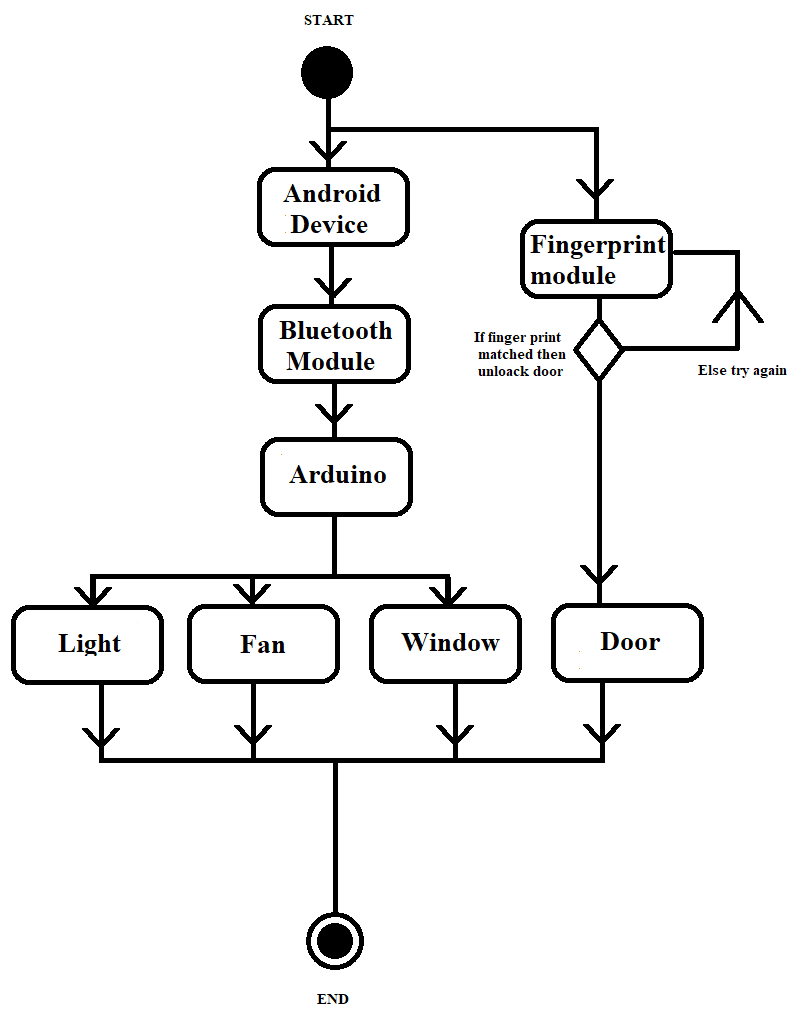 START
Android
Device
Fingerprint
module
Bluetooth
Module
If finger print
matched then
unloack door
Else try again
Arduino
Light
Fan
Window
Door
END